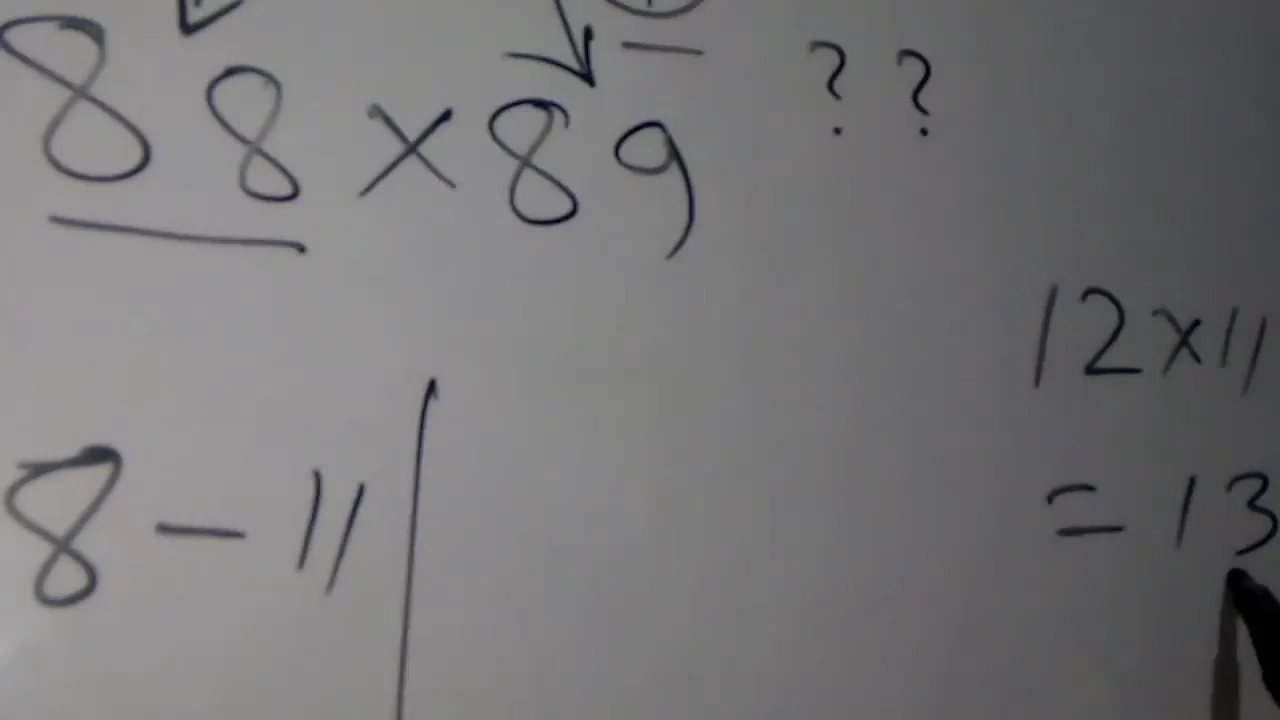 88 × 89 ??
12 × 11
8 - 11
= 13